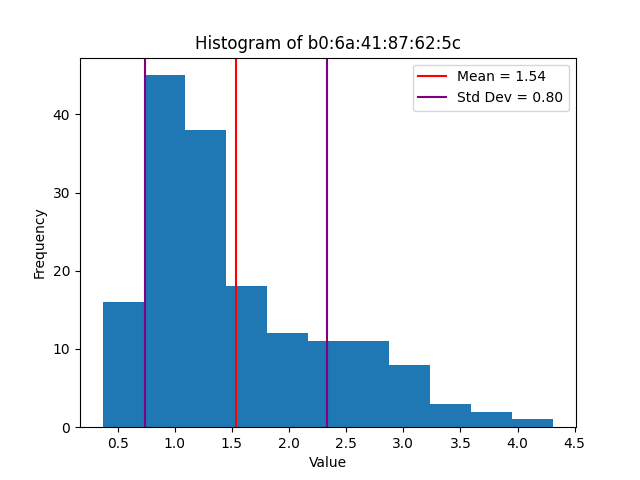 Histogram of b0:6a:41:87:62:5c
Mean = 1.54
Std Dev = 0.80
Frequency
40
30
20
10
0
0.5 1.0 1.5 2.0 2.5 3.0 3.5 4.0 4.5
Value